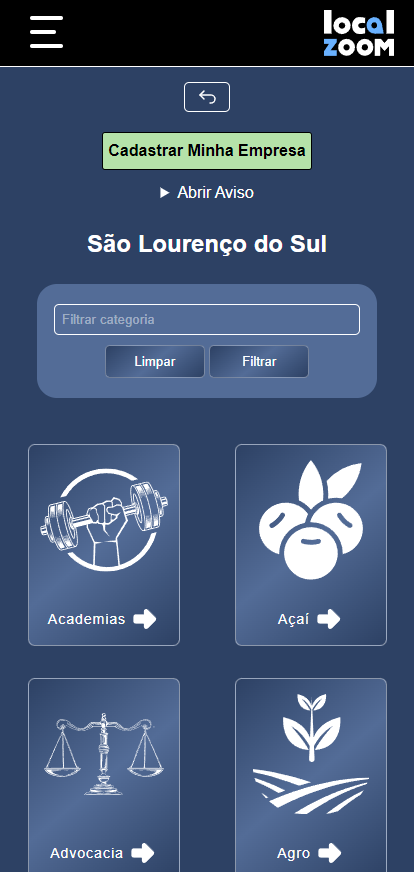 local
zoom
Cadastrar Minha Empresa
Abrir Aviso
São Lourenço do Sul
Filtrar categoria
Limpar Filtrar
Academias Açaí
Advocacia Agro